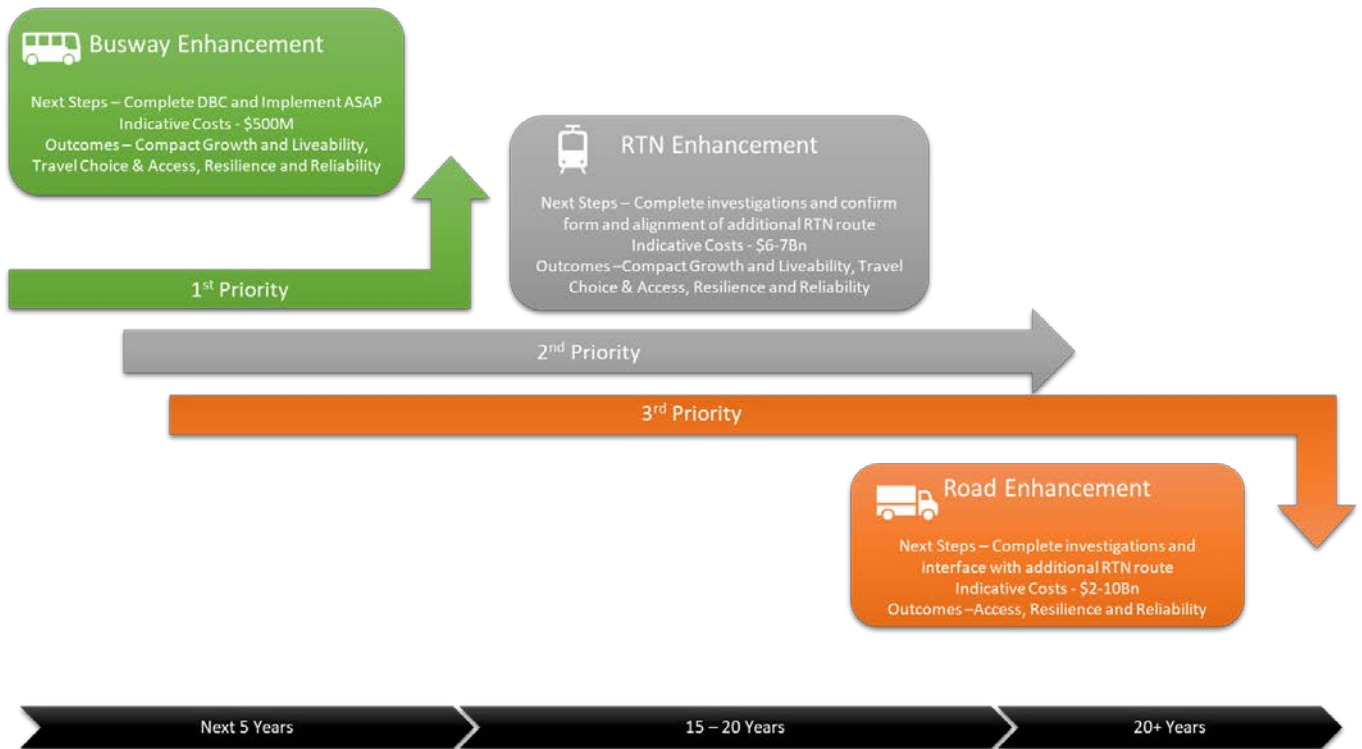 Busway Enhancement
Next Steps – Complete DBC and Implement ASAP
Indicative Costs - $500M
Outcomes – Compact Growth and Liveability,
Travel Choice & Access, Resilience and Reliability
1st Priority
RTN Enhancement
Next Steps – Complete investigations and confirm
form and alignment of additional RTN route
Indicative Costs - $6-7Bn
Outcomes –Compact Growth and Liveability, Travel
Choice & Access, Resilience and Reliability
2nd Priority
3rd Priority
Road Enhancement
Next Steps – Complete investigations and
interface with additional RTN route
Indicative Costs - $2-10Bn
Outcomes –Access, Resilience and Reliability
Next 5 Years
15 – 20 Years
20+ Years